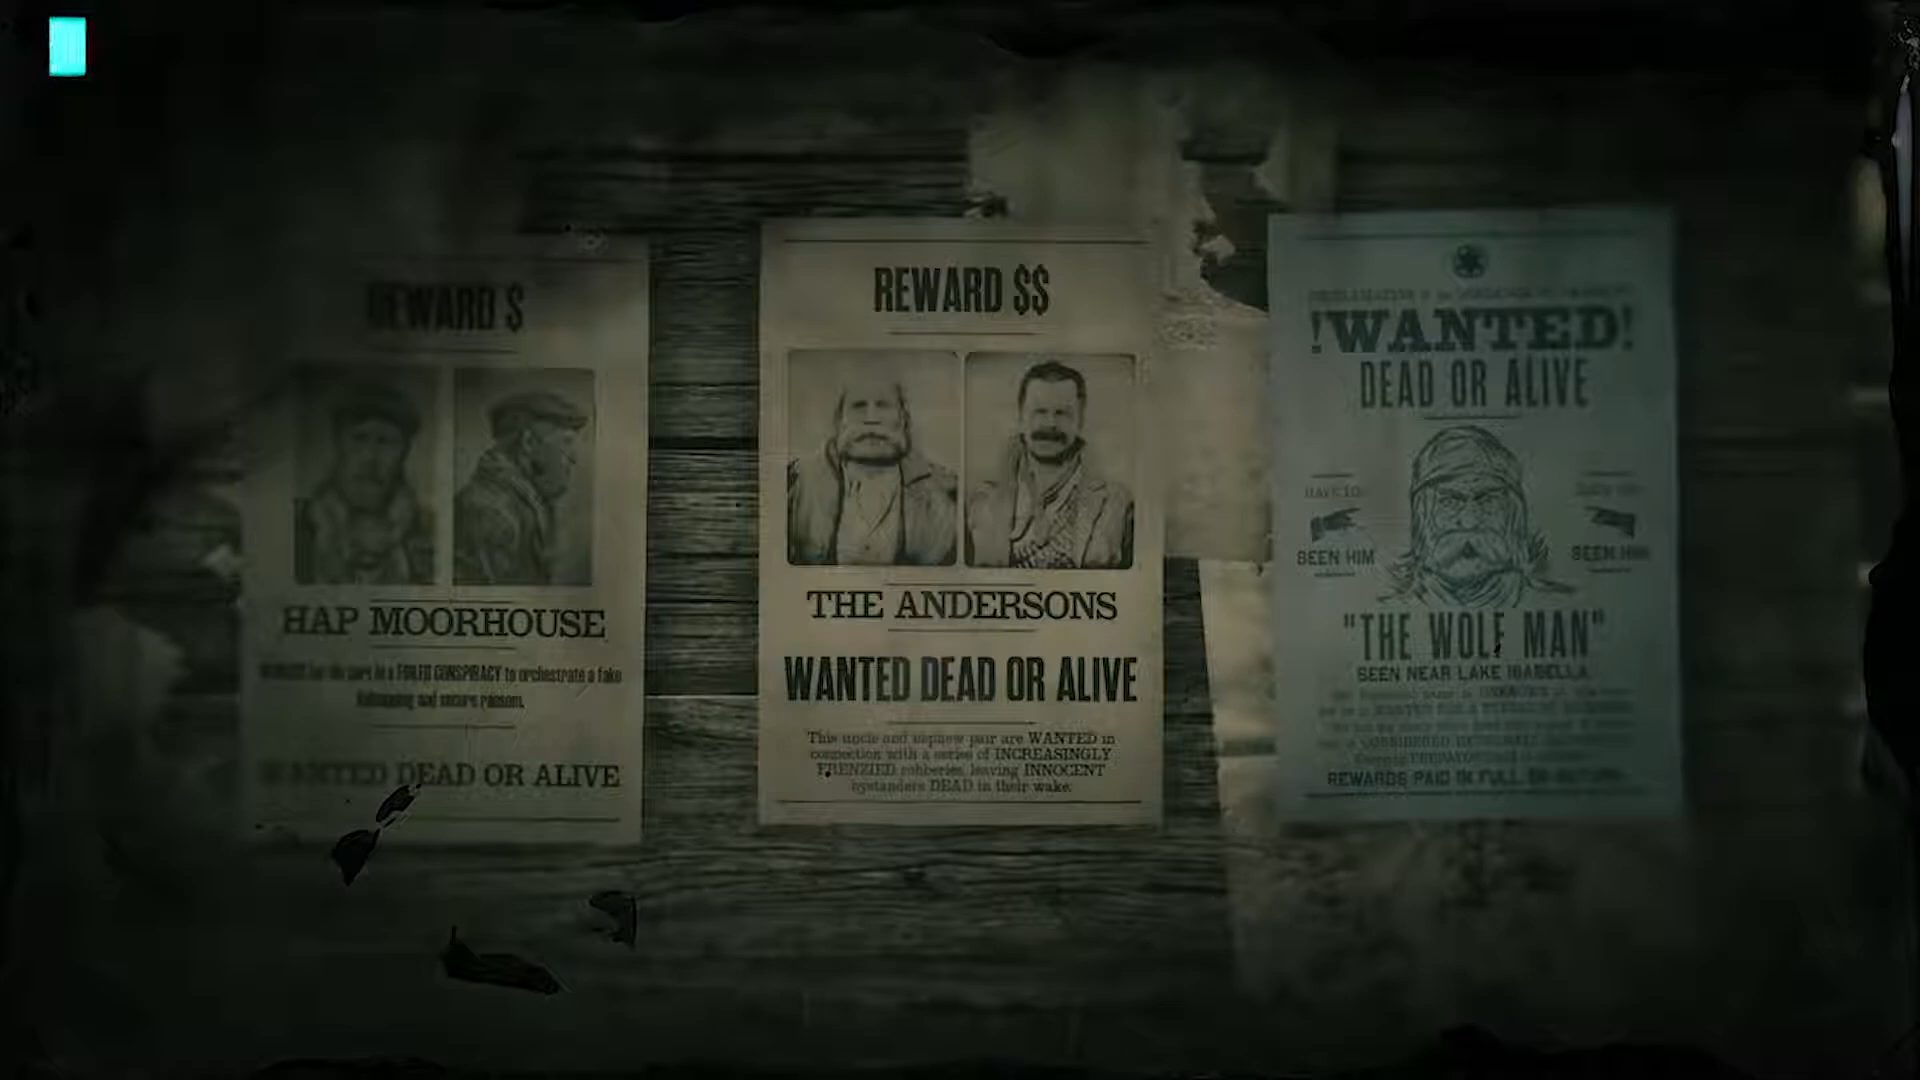 REWARD $
HAP MOORHOUSE
WANTED for his part in a FOILED CONSPIRACY to orchestrate a fake
kidnapping and secure ransom.
WANTED DEAD OR ALIVE
REWARD $$
THE ANDERSONS
WANTED DEAD OR ALIVE
This uncle and nephew pair are WANTED in
connection with a series of INCREASINGLY
FRENZIED robberies, leaving INNOCENT
bystanders DEAD in their wake.
!WANTED!
DEAD OR ALIVE
SEEN HIM
SEEN HIM
"THE WOLF MAN"
SEEN NEAR LAKE ISABELLA
REWARDS PAID IN FULL